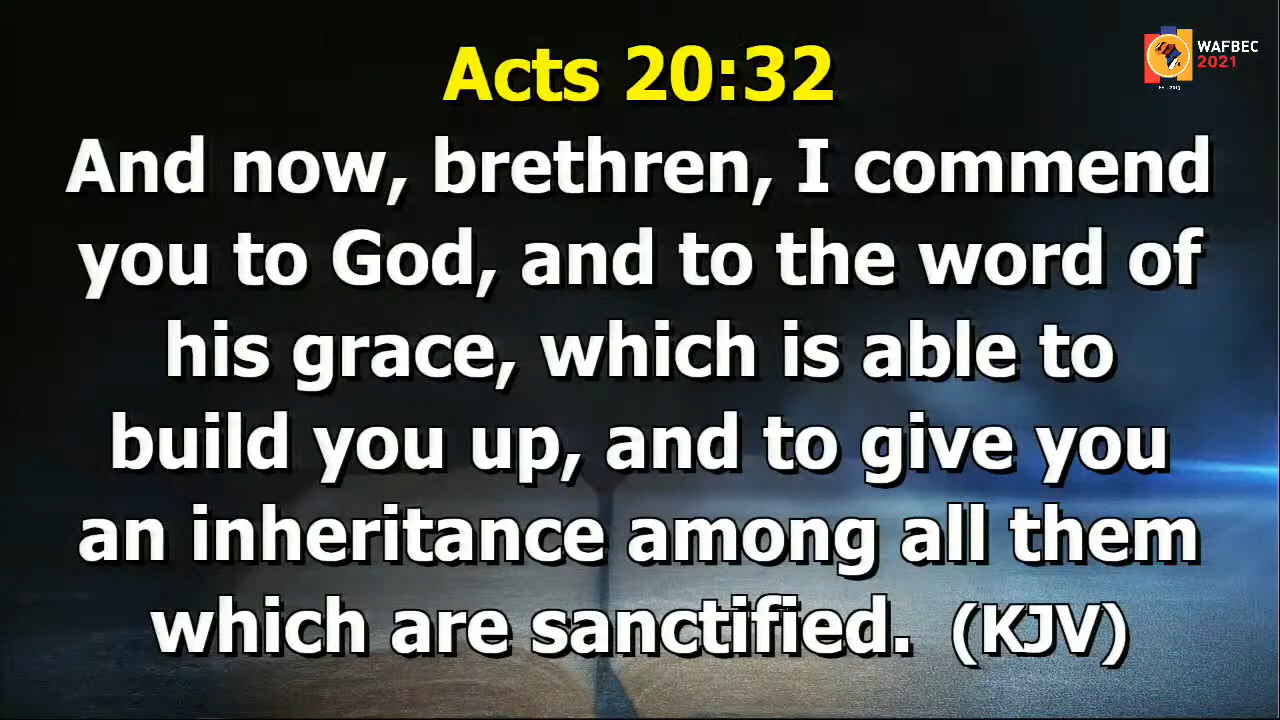 Acts 20:32
WAFBEC
2021
And now, brethren, I commend
you to God, and to the word of
his grace, which is able to
build you up, and to give you
an inheritance among all them
which are sanctified. (KJV)